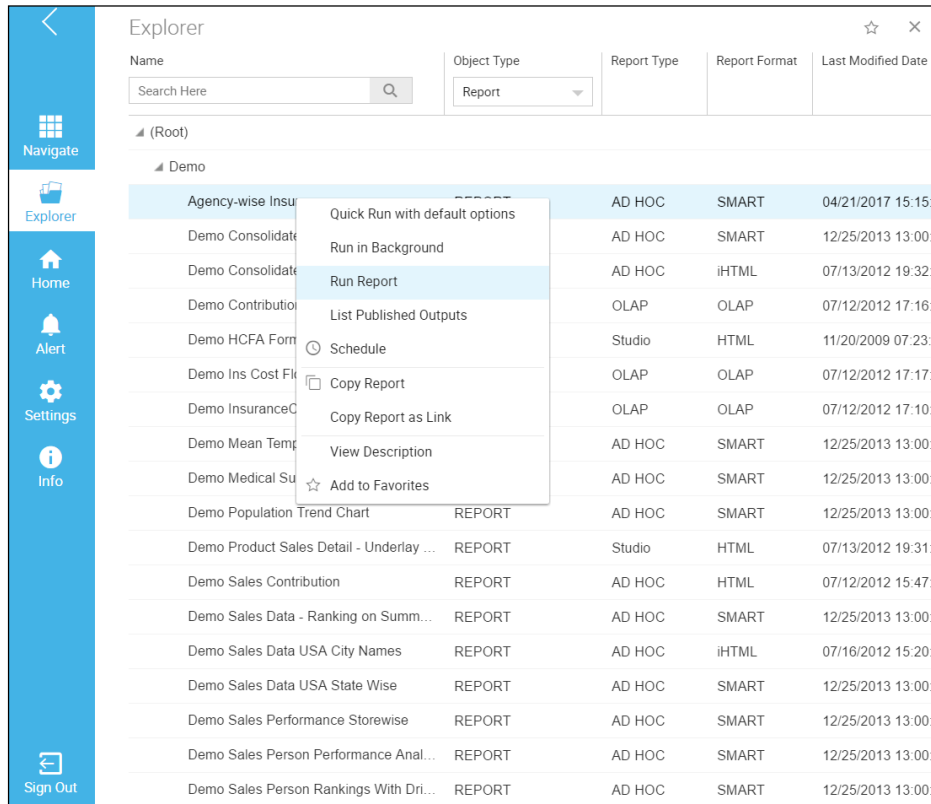 Explorer
Name Object Type Report Type Report Format Last Modified Date
Search Here Report
(Root)
Demo
Agency-wise AD HOC SMART 04/21/2017 15:15:
Demo AD HOC SMART 12/25/2013 13:00:
Demo AD HOC iHTML 07/13/2012 19:32:
Demo OLAP OLAP 07/12/2012 17:16:
Demo HCFA Studio HTML 11/20/2009 07:23:
Demo Ins Cost OLAP OLAP 07/12/2012 17:17:
Demo OLAP OLAP 07/12/2012 17:10:
Demo Mean AD HOC SMART 12/25/2013 13:00:
Demo Medical AD HOC SMART 12/25/2013 13:00:
Demo Population Trend Chart REPORT AD HOC SMART 12/25/2013 13:00:
Demo Product Sales Detail - Underlay ... REPORT Studio HTML 07/13/2012 19:31:
Demo Sales Contribution REPORT AD HOC HTML 07/12/2012 15:47:
Demo Sales Data - Ranking on Summ... REPORT AD HOC SMART 12/25/2013 13:00:
Demo Sales Data USA City Names REPORT AD HOC iHTML 07/16/2012 15:20:
Demo Sales Data USA State Wise REPORT AD HOC SMART 12/25/2013 13:00:
Demo Sales Performance Storewise REPORT AD HOC SMART 12/25/2013 13:00:
Demo Sales Person Performance Anal... REPORT AD HOC SMART 12/25/2013 13:00:
Demo Sales Person Rankings With Dri... REPORT AD HOC SMART 12/25/2013 13:00:
Quick Run with default options
Run in Background
Run Report
List Published Outputs
Schedule
Copy Report
Copy Report as Link
View Description
Add to Favorites
Navigate
Explorer
Home
Alert
Settings
Info
Sign Out